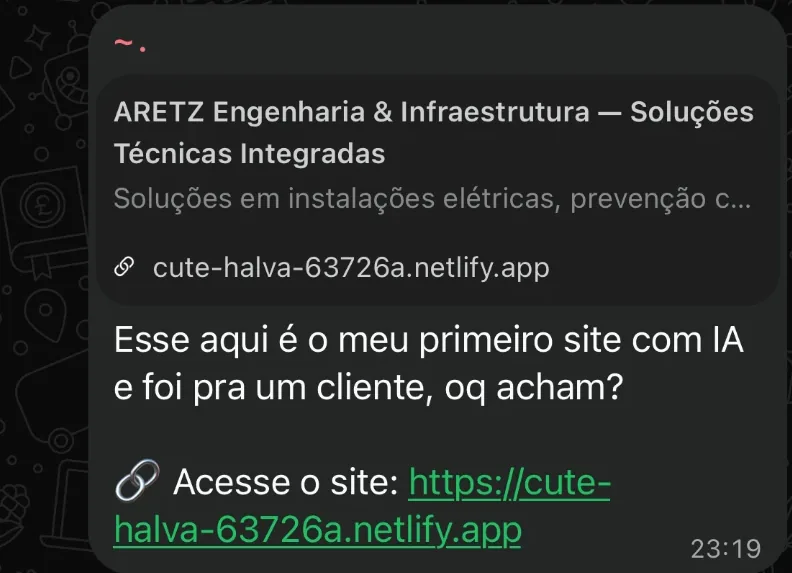 ~.
ARETZ Engenharia & Infraestrutura — Soluções
Técnicas Integradas
Soluções em instalações elétricas, prevenção c...
cute-halva-63726a.netlify.app
Esse aqui é o meu primeiro site com IA
e foi pra um cliente, oq acham?
🔗 Acesse o site: https://cute-
halva-63726a.netlify.app
23:19